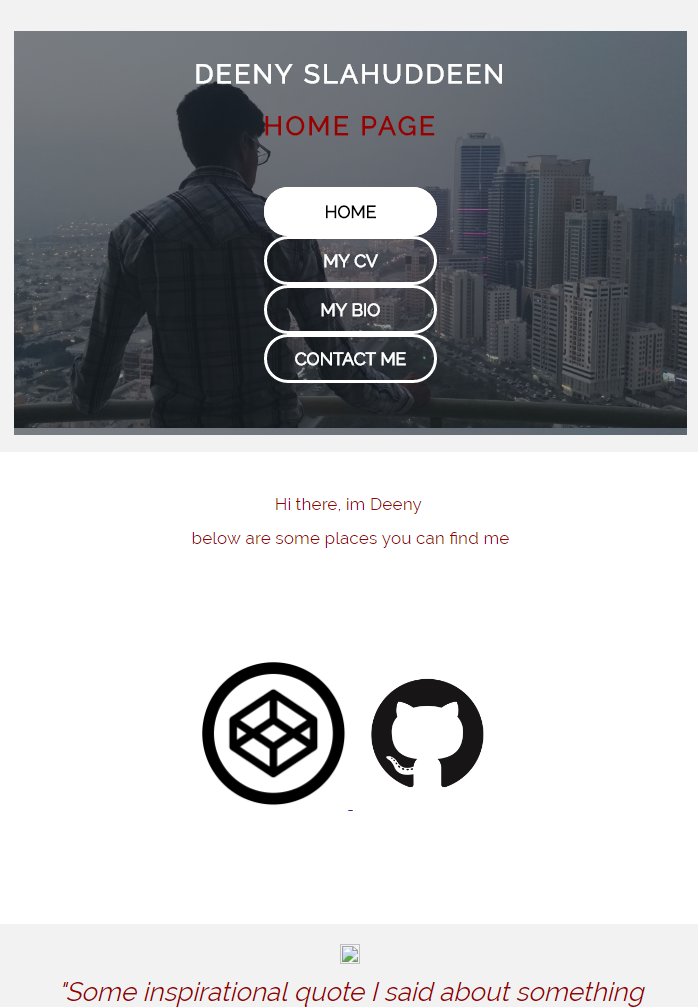 DEENY SLAHUDDEEN
HOME PAGE
HOME
MY CV
MY BIO
CONTACT ME
Hi there, im Deeny
below are some places you can find me
"Some inspirational quote I said about something